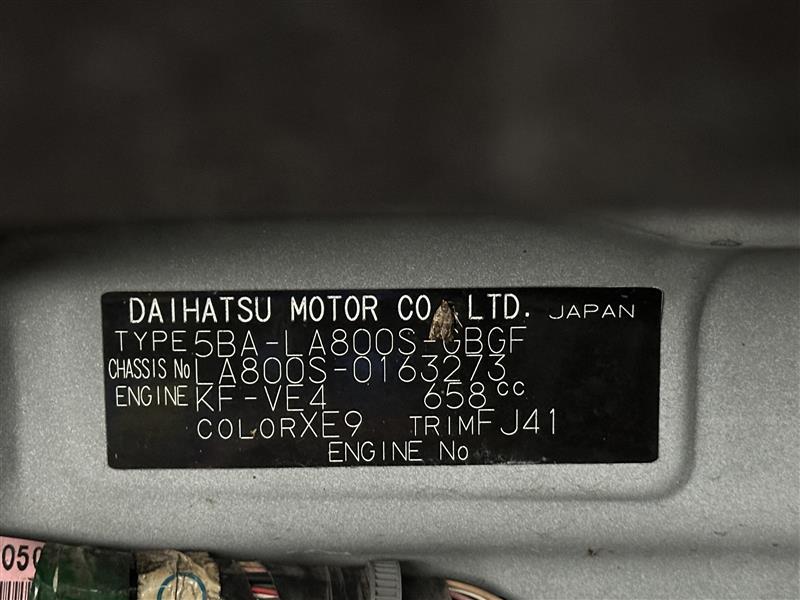 DAIHATSU MOTOR CO. LTD. JAPAN
TYPE 5BA-LA800S-GBGF
CHASSIS No LA800S-0163273
ENGINE KF-VE4 658cc
COLOR XE9 TRIM FJ41
ENGINE No
050